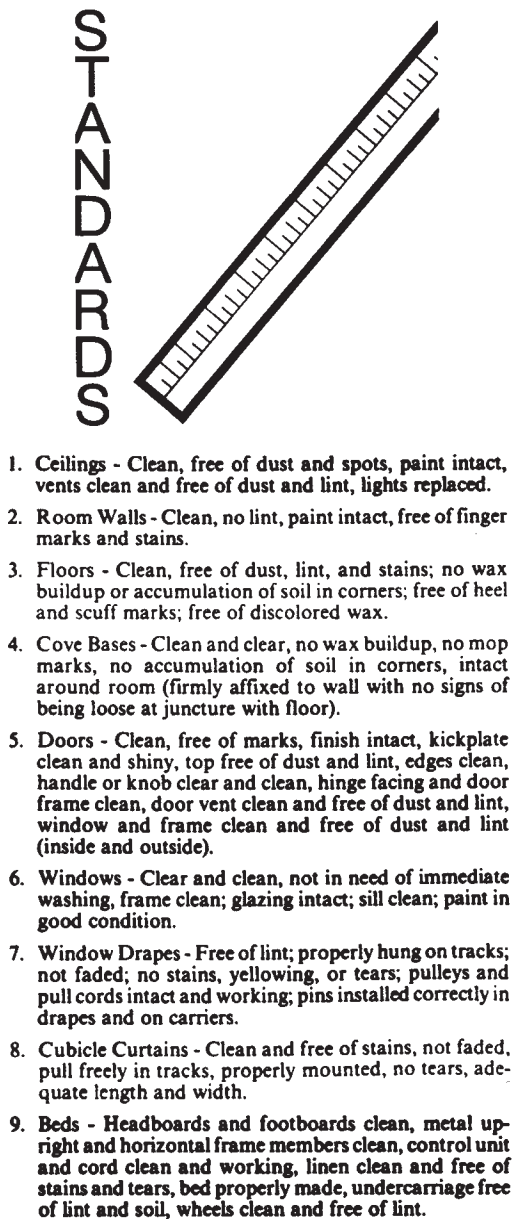 STANDARDS
1. Ceilings - Clean, free of dust and spots, paint intact,
vents clean and free of dust and lint, lights replaced.
2. Room Walls - Clean, no lint, paint intact, free of finger
marks and stains.
3. Floors - Clean, free of dust, lint, and stains; no wax
buildup or accumulation of soil in corners; free of heel
and scuff marks; free of discolored wax.
4. Cove Bases - Clean and clear, no wax buildup, no mop
marks, no accumulation of soil in corners, intact
around room (firmly affixed to wall with no signs of
being loose at juncture with floor).
5. Doors - Clean, free of marks, finish intact, kickplate
clean and shiny, top free of dust and lint, edges clean,
handle or knob clear and clean, hinge facing and door
frame clean, door vent clean and free of dust and lint,
window and frame clean and free of dust and lint
(inside and outside).
6. Windows - Clear and clean, not in need of immediate
washing, frame clean; glazing intact; sill clean; paint in
good condition.
7. Window Drapes - Free of lint; properly hung on tracks;
not faded; no stains, yellowing, or tears; pulleys and
pull cords intact and working; pins installed correctly in
drapes and on carriers.
8. Cubicle Curtains - Clean and free of stains, not faded,
pull freely in tracks, properly mounted, no tears, ade-
quate length and width.
9. Beds - Headboards and footboards clean, metal up-
right and horizontal frame members clean, control unit
and cord clean and working, linen clean and free of
stains and tears, bed properly made, undercarriage free
of lint and soil, wheels clean and free of lint.